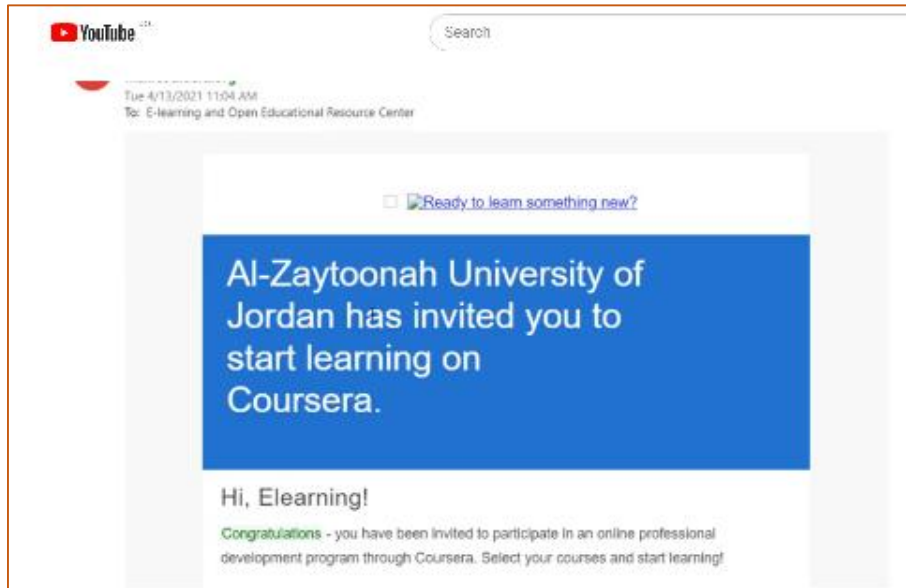 YouTube
Search
Tue 4/13/2021 11:04 AM
To: E-learning and Open Educational Resource Center
Ready to learn something new?
Al-Zaytoonah University of
Jordan has invited you to
start learning on
Coursera.
Hi, Elearning!
Congratulations - you have been invited to participate in an online professional
development program through Coursera. Select your courses and start learning!